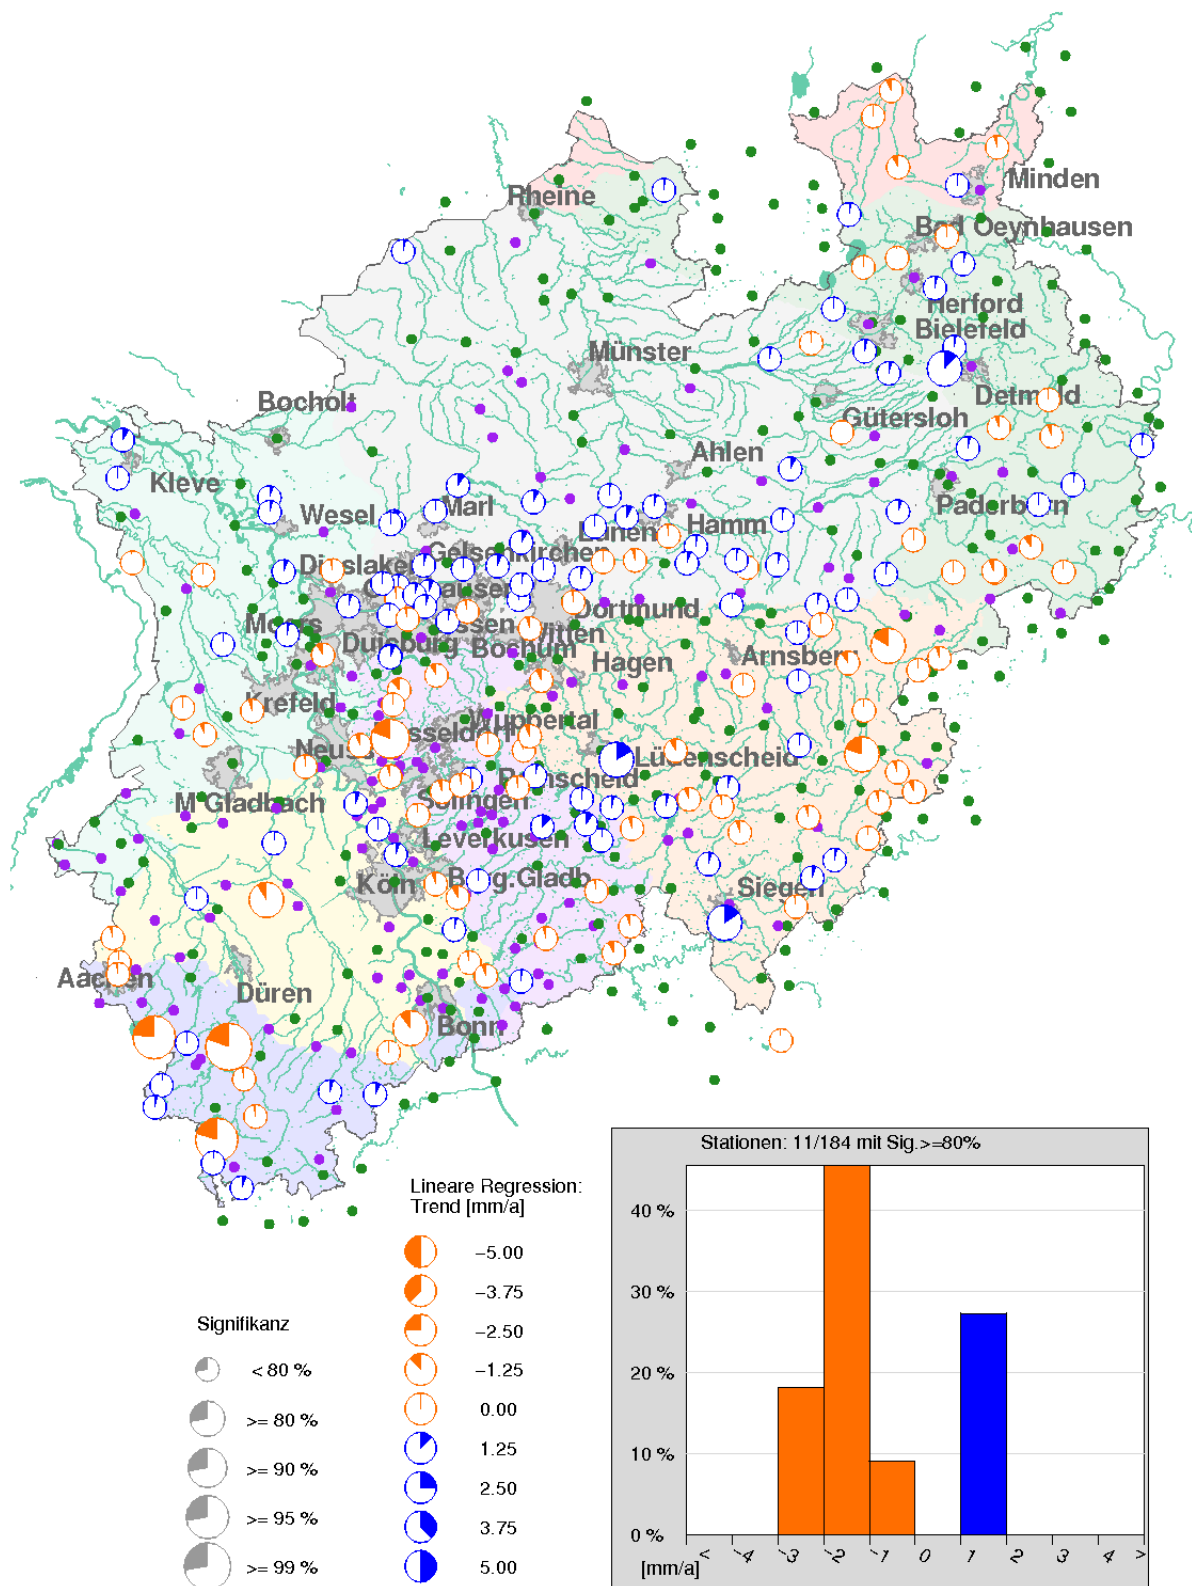 Minden
Rheine
Bad Oeynhausen
Herford
Bielefeld
Münster
Detmold
Bocholt
Gütersloh
Ahlen
Kleve
Paderborn
Wesel
Marl
Lünen
Hamm
Gelsenkirchen
Dinslaken
Dortmund
Moers
Essen
Witten
Duisburg
Bochum
Hagen
Arnsberg
Krefeld
Wuppertal
Neuss
Lüdenscheid
Remscheid
M'Gladbach
Solingen
Leverkusen
Köln
Berg.Gladb.
Siegen
Aachen
Düren
Bonn
Stationen: 11/184 mit Sig.>=80%
40 %
30 %
20 %
10 %
0 %
< -4 -3 -2 -1 0 1 2 3 4 >
[mm/a]
Lineare Regression:
Trend [mm/a]
-5.00
-3.75
-2.50
-1.25
0.00
1.25
2.50
3.75
5.00
Signifikanz
< 80 %
>= 80 %
>= 90 %
>= 95 %
>= 99 %